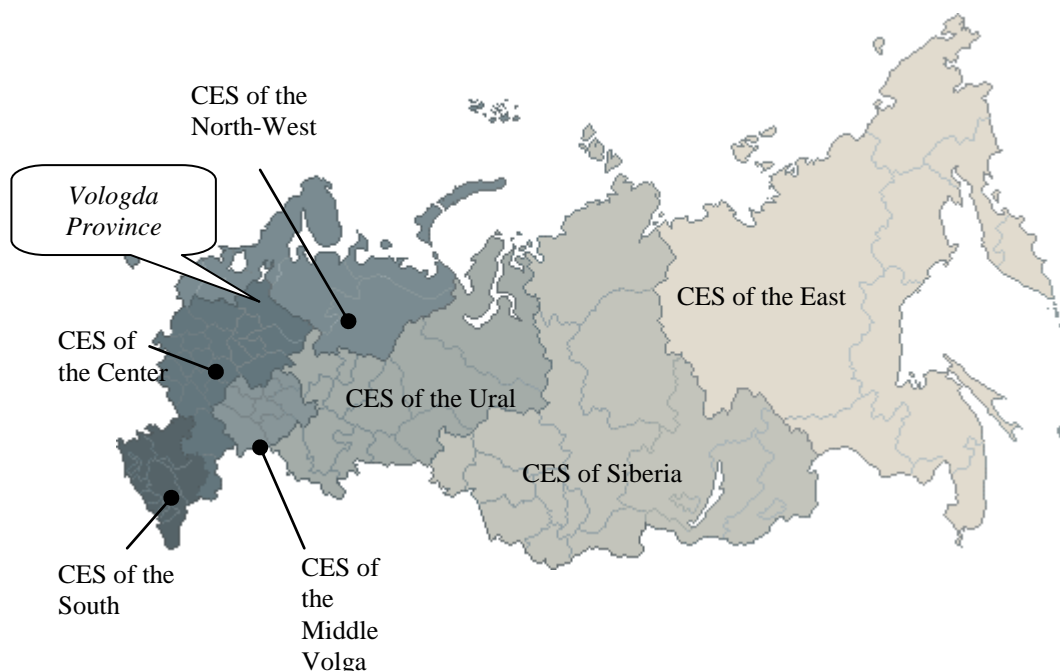 CES of the
North-West
Vologda
Province
CES of the East
CES of
the Center
CES of the Ural
CES of Siberia
CES of the
South
CES of
the
Middle
Volga